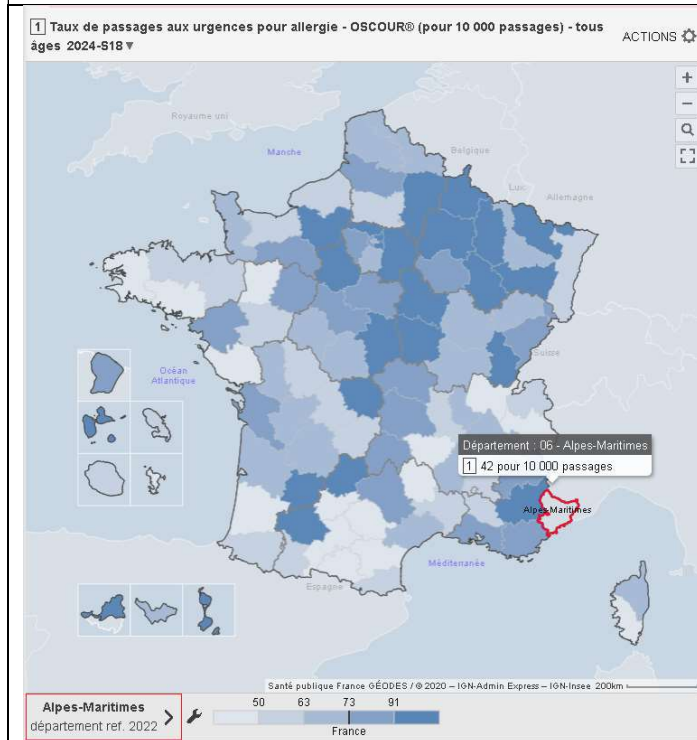 1 Taux de passages aux urgences pour allergie - OSCOUR® (pour 10 000 passages) - tous
âges 2024-S18 ▼
ACTIONS
+
−
Royaume uni
Manche
Belgique
Luc
Allemagne
Océan
Atlantique
Suisse
Département : 06 - Alpes-Maritimes
1 42 pour 10 000 passages
Alpes-Maritimes
Méditerranée
Espagne
Santé publique France GÉODES / © 2020 – IGN-Admin Express – IGN-Insee 200km
Alpes-Maritimes
département ref. 2022
50 63 73 91
France